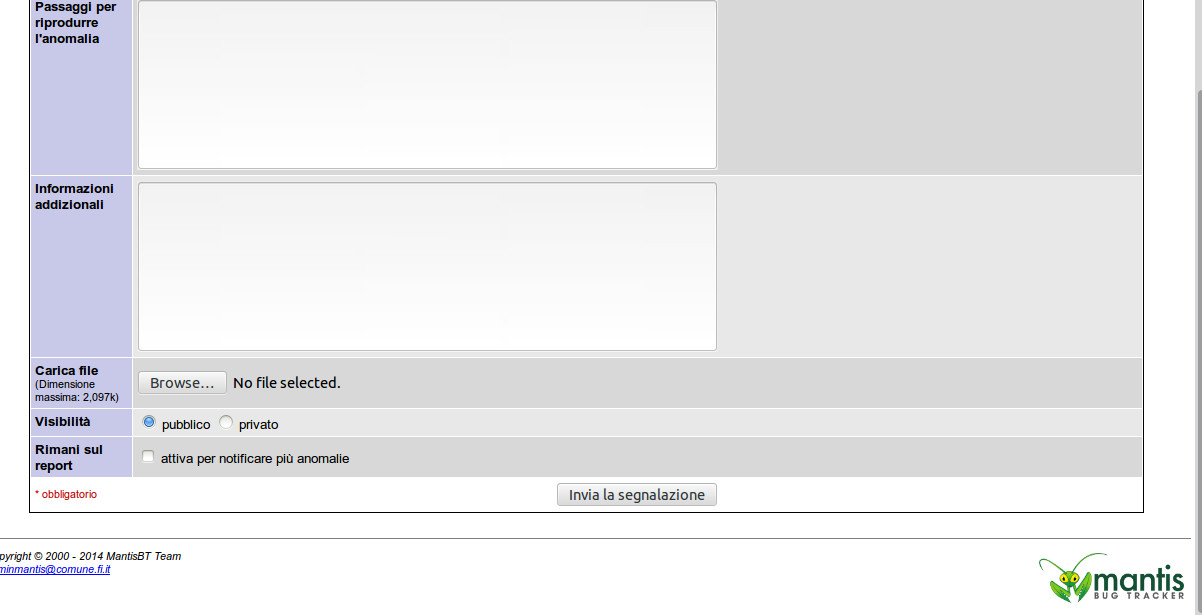 Passaggi per
riprodurre
l'anomalia
Informazioni
addizionali
Carica file
(Dimensione
massima: 2,097k)
Browse... No file selected.
Visibilità
pubblico privato
Rimani sul
report
attiva per notificare più anomalie
* obbligatorio
Invia la segnalazione
pyright © 2000 - 2014 MantisBT Team
minmantis@comune.fi.it
mantis
BUG TRACKER